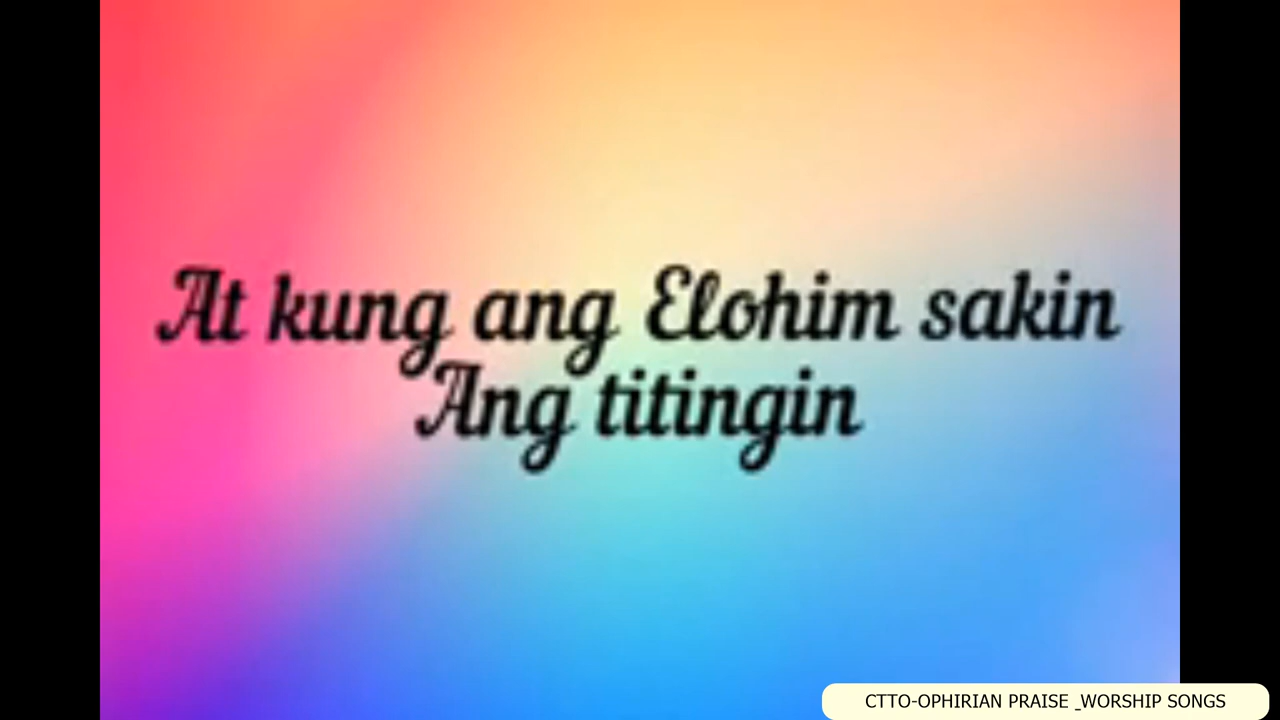 At kung ang Elohim sakin
Ang titingin
CTTO-OPHIRIAN PRAISE _WORSHIP SONGS